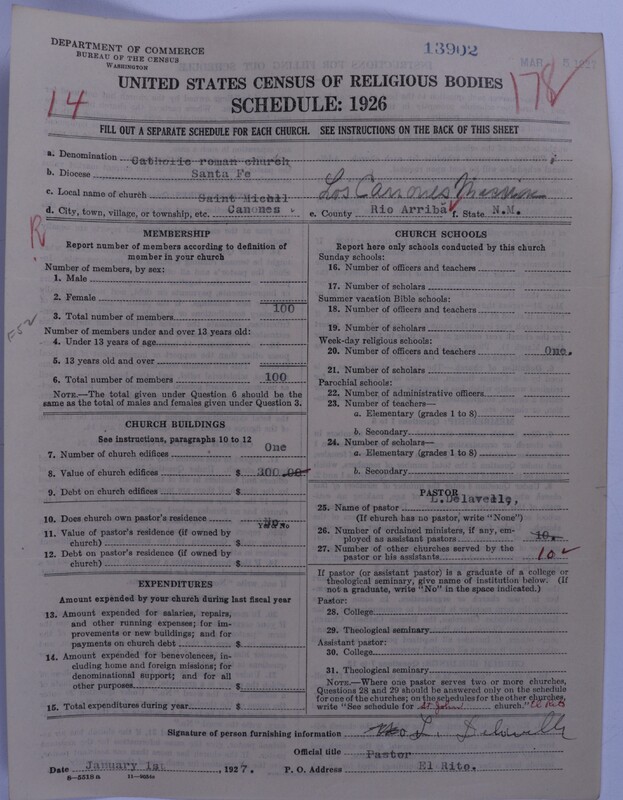 DEPARTMENT OF COMMERCE
BUREAU OF THE CENSUS
WASHINGTON
13902
MAR
UNITED STATES CENSUS OF RELIGIOUS BODIES
14
178
SCHEDULE: 1926
FILL OUT A SEPARATE SCHEDULE FOR EACH CHURCH. SEE INSTRUCTIONS ON THE BACK OF THIS SHEET
a. Denomination Catholic roman church
b. Diocese Santa Fe
c. Local name of church Saint Michil Los Canones Mission
d. City, town, village, or township, etc. Canones e. County Rio Arriba f. State N.M.
R
MEMBERSHIP
Report number of members according to definition of
member in your church
Number of members, by sex:
1. Male
2. Female
3. Total number of members 100
Number of members under and over 13 years old:
4. Under 13 years of age
5. 13 years old and over
6. Total number of members 100
NOTE.—The total given under Question 6 should be the
same as the total of males and females given under Question 3.
CHURCH BUILDINGS
See instructions, paragraphs 10 to 12
7. Number of church edifices One
8. Value of church edifices $ 300.00
9. Debt on church edifices $
10. Does church own pastor's residence No
Yes or No
11. Value of pastor's residence (if owned by
church) $
12. Debt on pastor's residence (if owned by
church) $
EXPENDITURES
Amount expended by your church during last fiscal year
13. Amount expended for salaries, repairs,
and other running expenses; for im-
provements or new buildings; and for
payments on church debt $
14. Amount expended for benevolences, in-
cluding home and foreign missions; for
denominational support; and for all
other purposes $
15. Total expenditures during year $
CHURCH SCHOOLS
Report here only schools conducted by this church
Sunday schools:
16. Number of officers and teachers
17. Number of scholars
Summer vacation Bible schools:
18. Number of officers and teachers
19. Number of scholars
Week-day religious schools:
20. Number of officers and teachers One.
21. Number of scholars
Parochial schools:
22. Number of administrative officers
23. Number of teachers—
a. Elementary (grades 1 to 8)
b. Secondary
24. Number of scholars—
a. Elementary (grades 1 to 8)
b. Secondary
PASTOR
25. Name of pastor L.Delavelle,
(If church has no pastor, write "None")
26. Number of ordained ministers, if any, em-
ployed as assistant pastors 10.
27. Number of other churches served by the
pastor or his assistants 10
If pastor (or assistant pastor) is a graduate of a college or
theological seminary, give name of institution below. (If
not a graduate, write "No" in the space indicated.)
Pastor:
28. College
29. Theological seminary
Assistant pastor:
30. College
31. Theological seminary
NOTE.—Where one pastor serves two or more churches,
Questions 28 and 29 should be answered only on the schedule
for one of the churches; on the schedules for the other churches,
write "See schedule for St John church." El Rito
Signature of person furnishing information L. Delavelle
Official title Pastor
Date January 1st, 1927. P. O. Address El Rito.
8—5518a 11—9056a